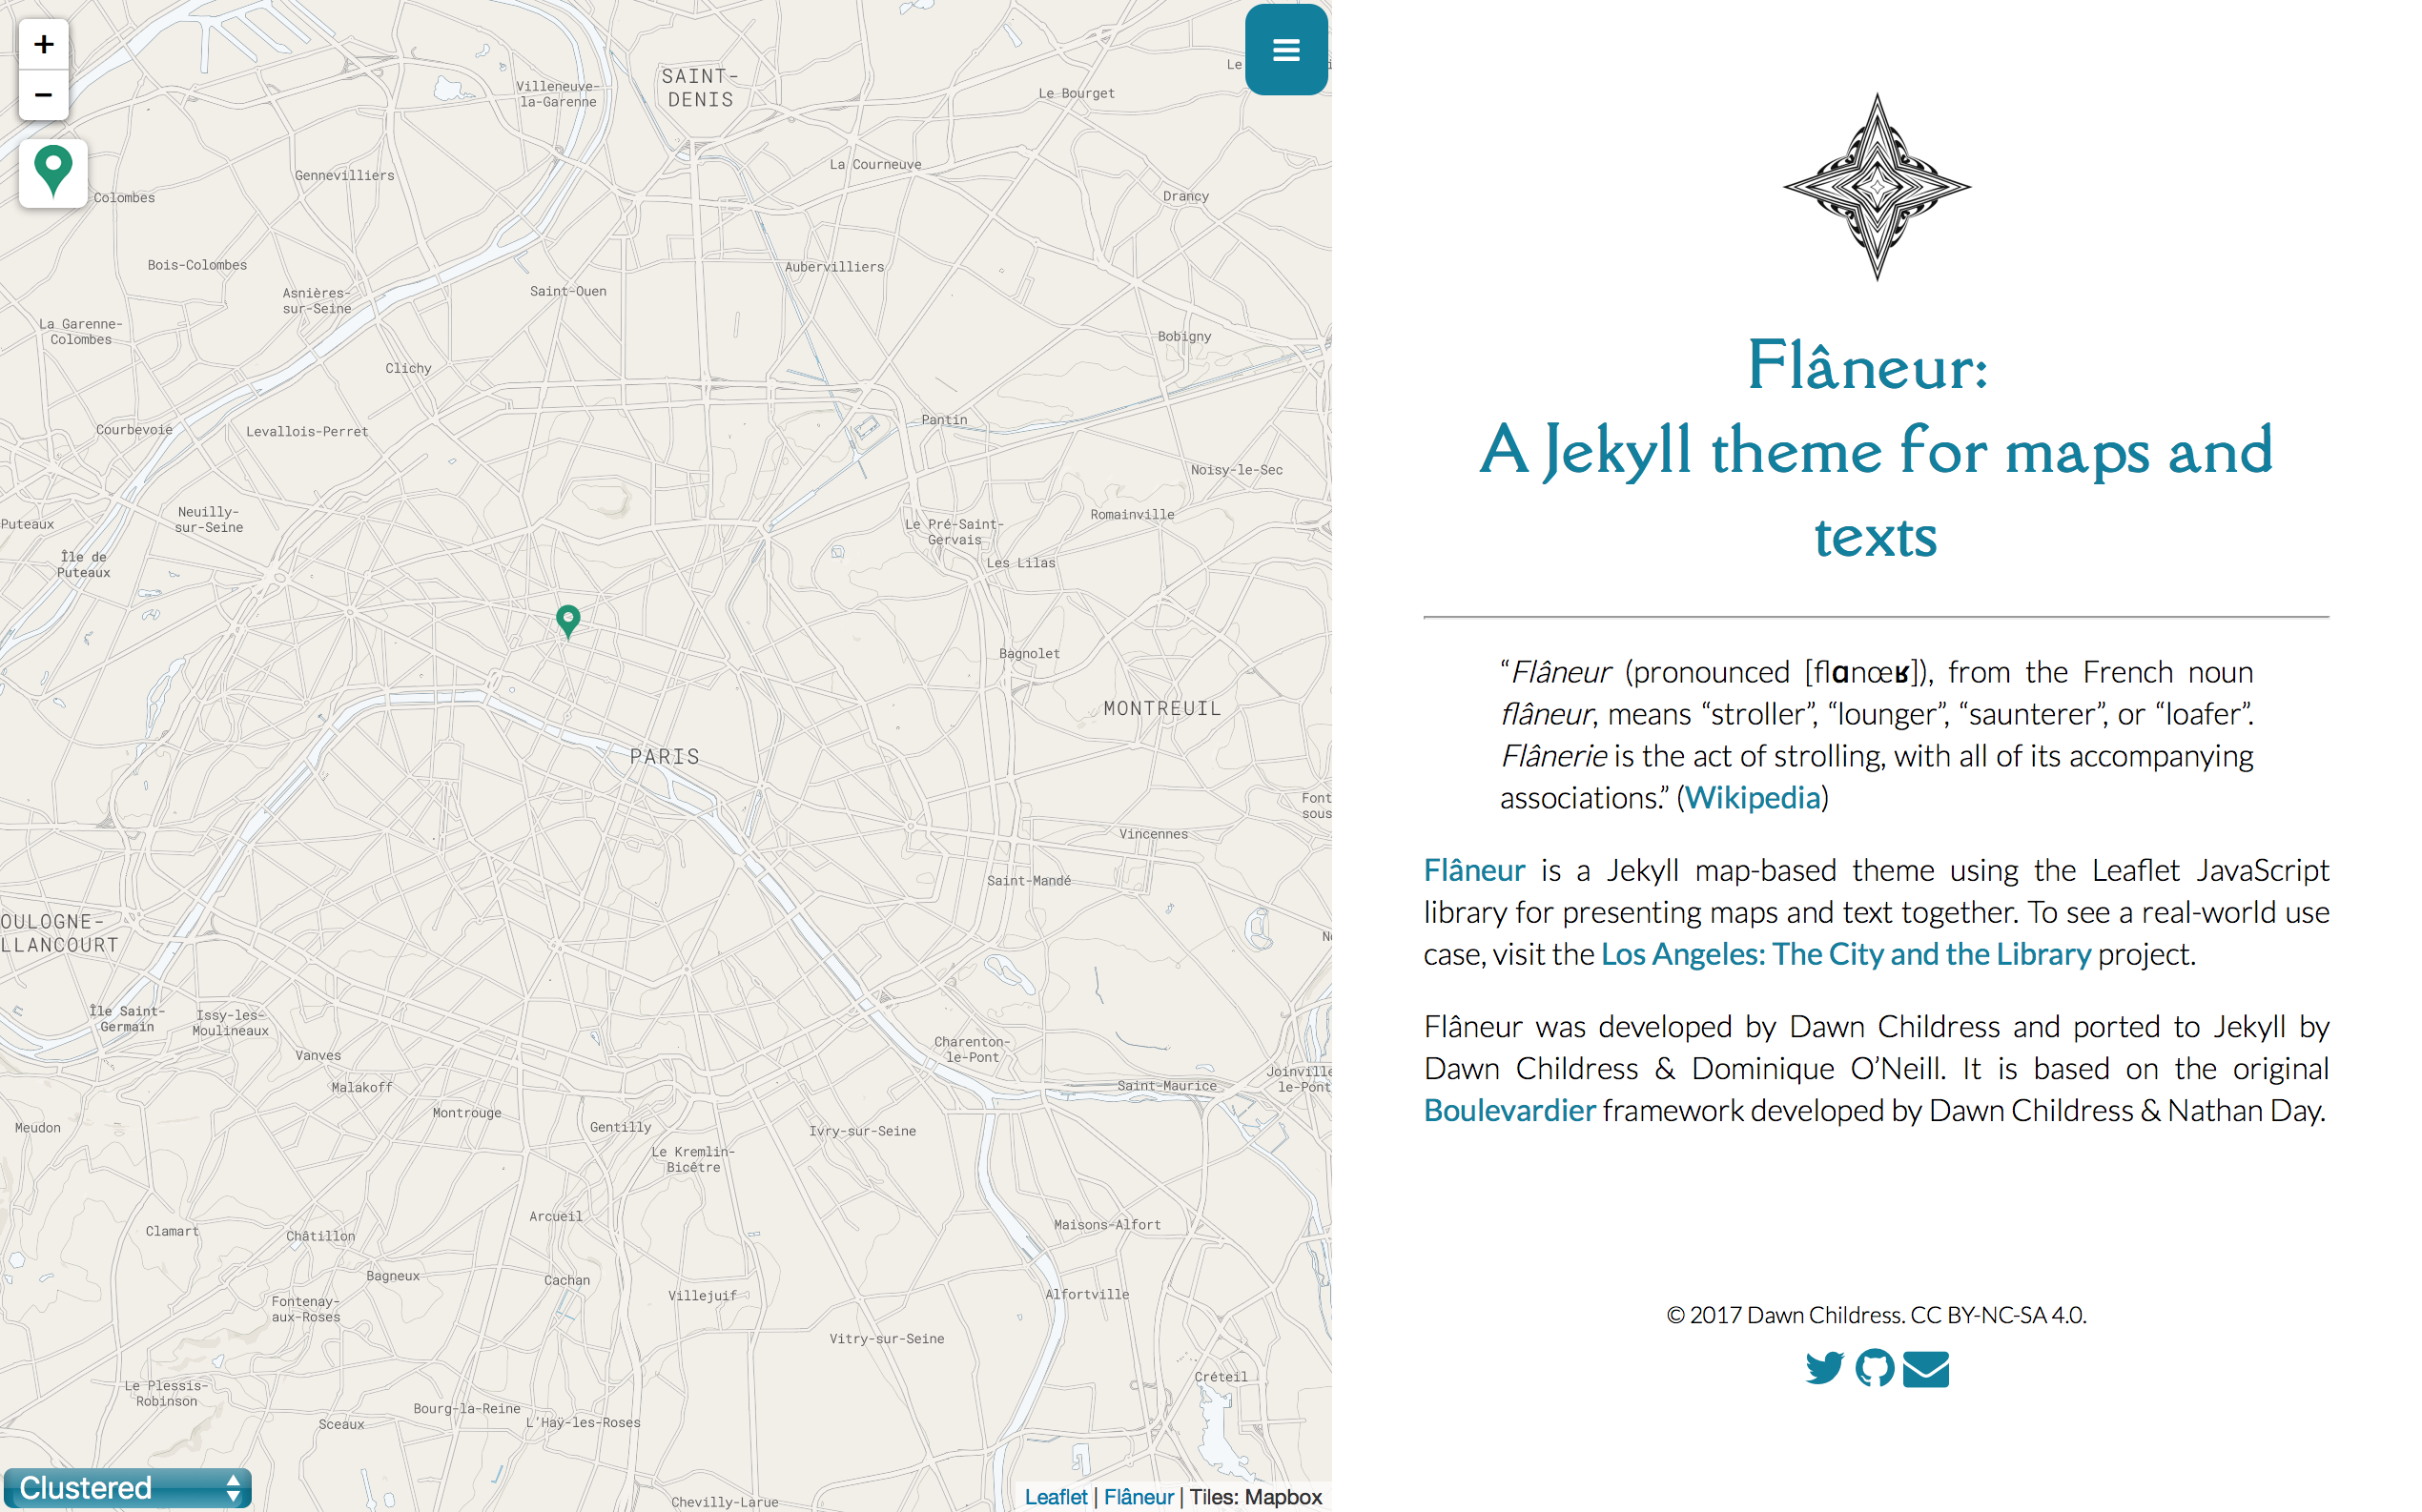 +
−
SAINT-
DENIS
Villeneuve-
la-Garenne
Le Bourget
Le
La Courneuve
Gennevilliers
Colombes
Drancy
Bois-Colombes
Aubervilliers
Asnières-
sur-Seine
Saint-Ouen
La Garenne-
Colombes
Bobigny
Clichy
Pantin
Courbevoie
Levallois-Perret
Noisy-le-Sec
Neuilly-
sur-Seine
Puteaux
Le Pré-Saint-
Gervais
Romainville
Île de
Puteaux
Les Lilas
Bagnolet
MONTREUIL
PARIS
Font
sous
Vincennes
Saint-Mandé
OULOGNE-
LLANCOURT
Île Saint-
Germain
Issy-les-
Moulineaux
Vanves
Charenton-
le-Pont
Malakoff
Saint-Maurice
Joinville
le-Pont
Montrouge
Meudon
Gentilly
Ivry-sur-Seine
Le Kremlin-
Bicêtre
Arcueil
Maisons-Alfort
Clamart
Châtillon
Bagneux
Cachan
Villejuif
Alfortville
Fontenay-
aux-Roses
Vitry-sur-Seine
Créteil
Le Plessis-
Robinson
Bourg-la-Reine
Sceaux
L'Haÿ-les-Roses
Chevilly-Larue
Clustered
Leaflet | Flâneur | Tiles: Mapbox
Flâneur:
A Jekyll theme for maps and
texts
“Flâneur (pronounced [flɑnœʁ]), from the French noun
flâneur, means “stroller”, “lounger”, “saunterer”, or “loafer”.
Flânerie is the act of strolling, with all of its accompanying
associations.” (Wikipedia)
Flâneur is a Jekyll map-based theme using the Leaflet JavaScript
library for presenting maps and text together. To see a real-world use
case, visit the Los Angeles: The City and the Library project.
Flâneur was developed by Dawn Childress and ported to Jekyll by
Dawn Childress & Dominique O’Neill. It is based on the original
Boulevardier framework developed by Dawn Childress & Nathan Day.
© 2017 Dawn Childress. CC BY-NC-SA 4.0.